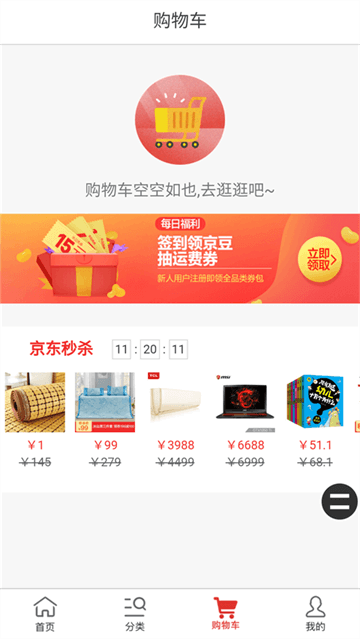 购物车
购物车空空如也,去逛逛吧~
每日福利
签到领京豆
抽运费券
新人用户注册即领全品类券包
立即
领取
15
京东秒杀 11 : 20 : 11
TCL
msi
¥1 ¥99 ¥3988 ¥6688 ¥51.1
¥145 ¥279 ¥4499 ¥6999 ¥68.1
首页 分类 购物车 我的